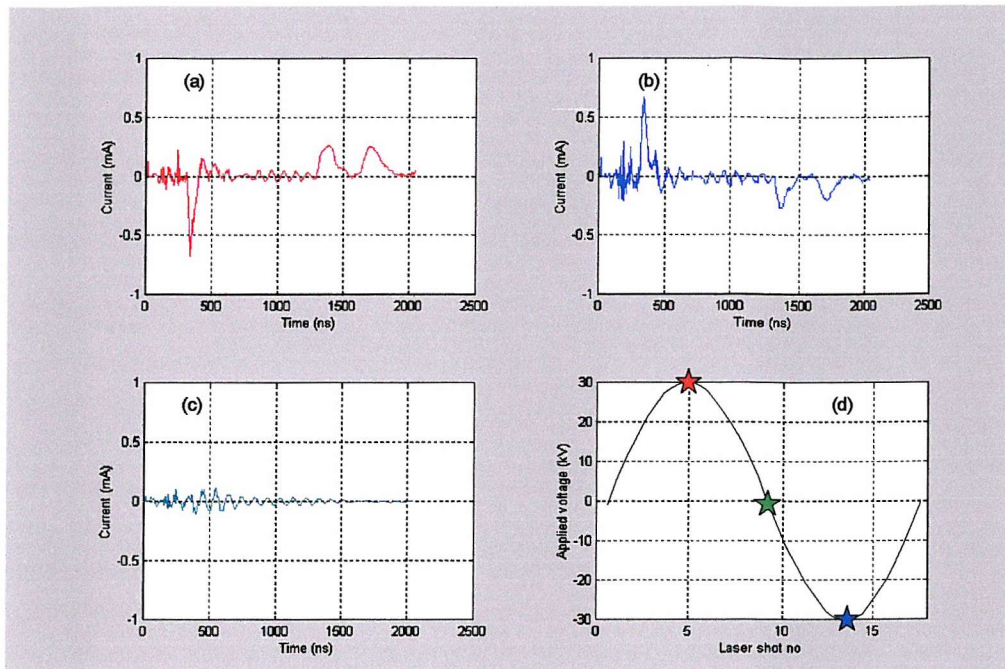 (a)
1
0.5
0
-0.5
-1
Current (mA)
0 500 1000 1500 2000 2500
Time (ns)
(b)
1
0.5
0
-0.5
-1
Current (mA)
0 500 1000 1500 2000 2500
Time (ns)
(c)
1
0.5
0
-0.5
-1
Current (mA)
0 500 1000 1500 2000 2500
Time (ns)
(d)
30
20
10
0
-10
-20
-30
Applied voltage (kV)
0 5 10 15
Laser shot no